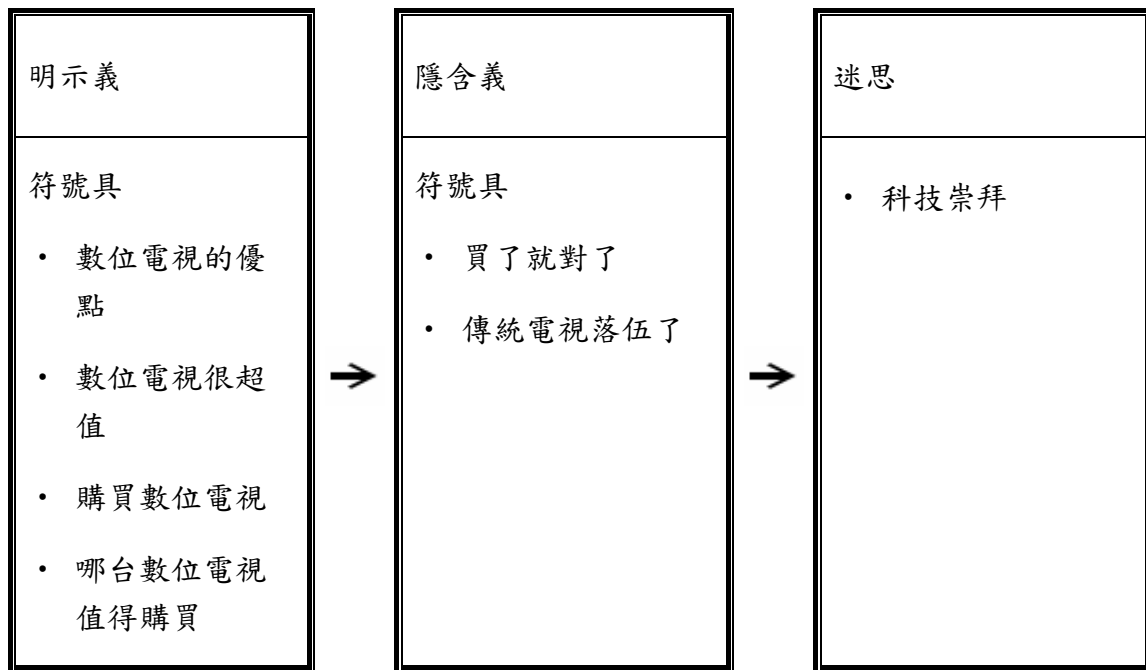 明示義
符號具
• 數位電視的優
點
• 數位電視很超
值
• 購買數位電視
• 哪台數位電視
值得購買
隱含義
符號具
• 買了就對了
• 傳統電視落伍了
迷思
• 科技崇拜